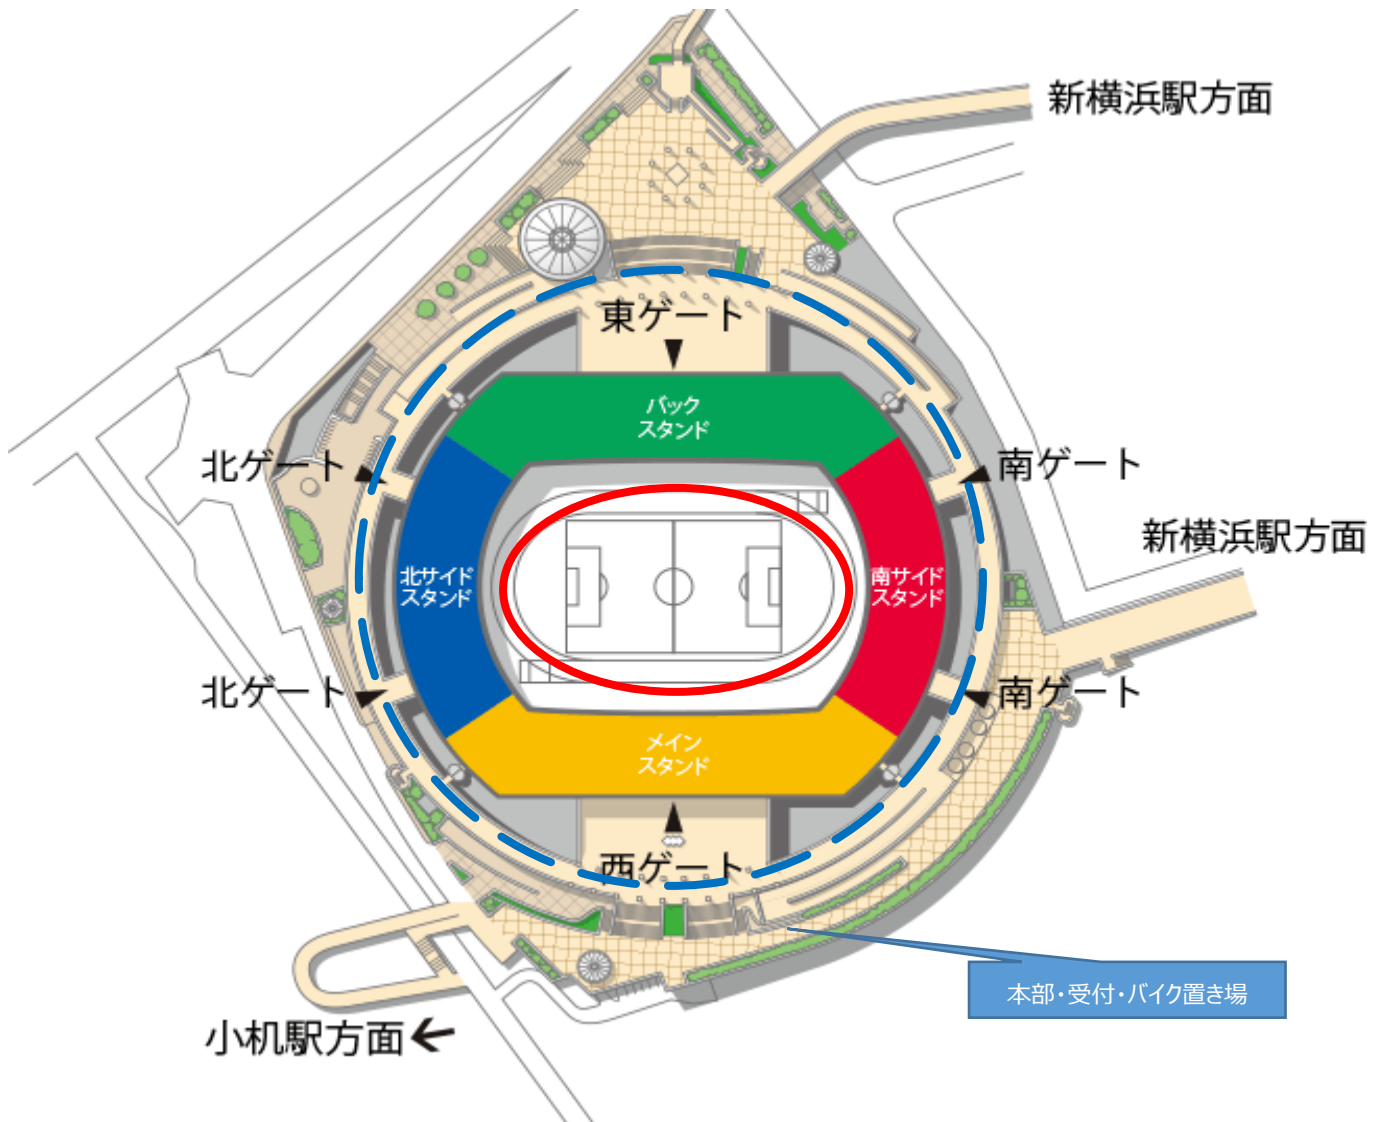 新横浜駅方面
東ゲート
バック
スタンド
北ゲート
南ゲート
新横浜駅方面
北サイド
スタンド
南サイド
スタンド
北ゲート
南ゲート
メイン
スタンド
西ゲート
本部・受付・バイク置き場
小机駅方面